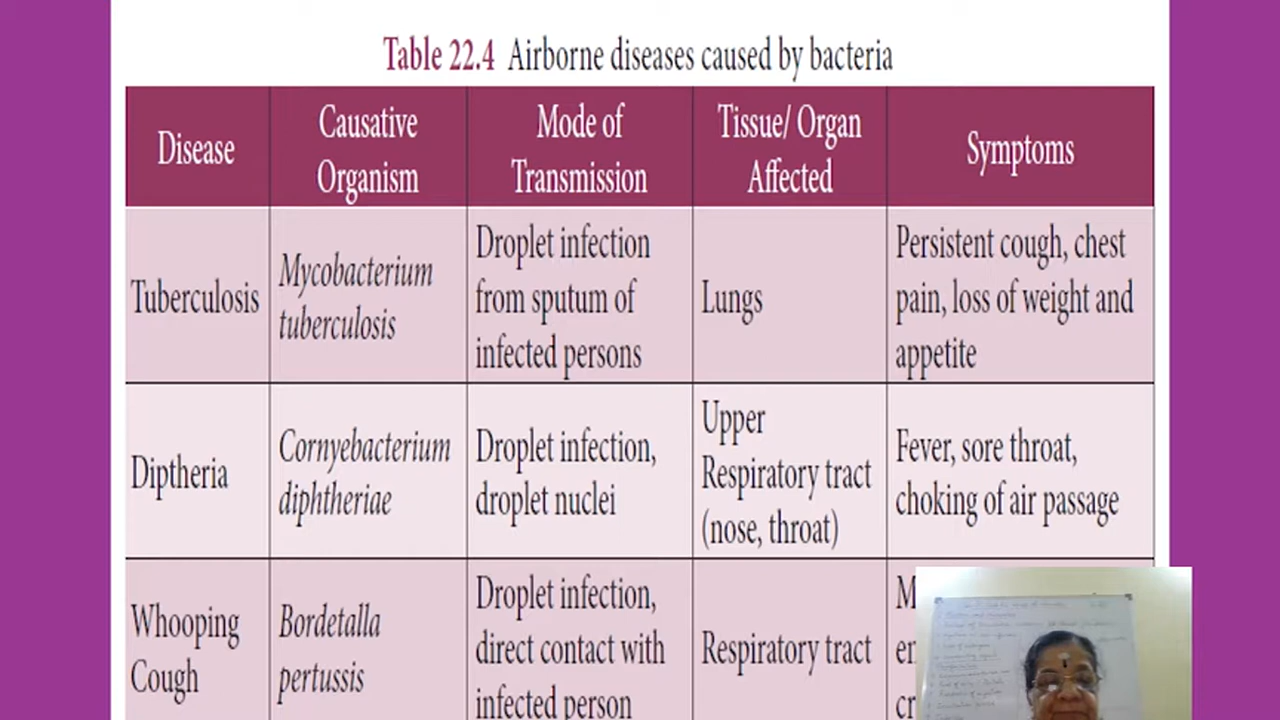 Table 22.4 Airborne diseases caused by bacteria
Disease
Causative
Organism
Mode of
Transmission
Tissue/ Organ
Affected
Symptoms
Tuberculosis
Mycobacterium
tuberculosis
Droplet infection
from sputum of
infected persons
Lungs
Persistent cough, chest
pain, loss of weight and
appetite
Diptheria
Cornyebacterium
diphtheriae
Droplet infection,
droplet nuclei
Upper
Respiratory tract
(nose, throat)
Fever, sore throat,
choking of air passage
Whooping
Cough
Bordetalla
pertussis
Droplet infection,
direct contact with
infected person
Respiratory tract